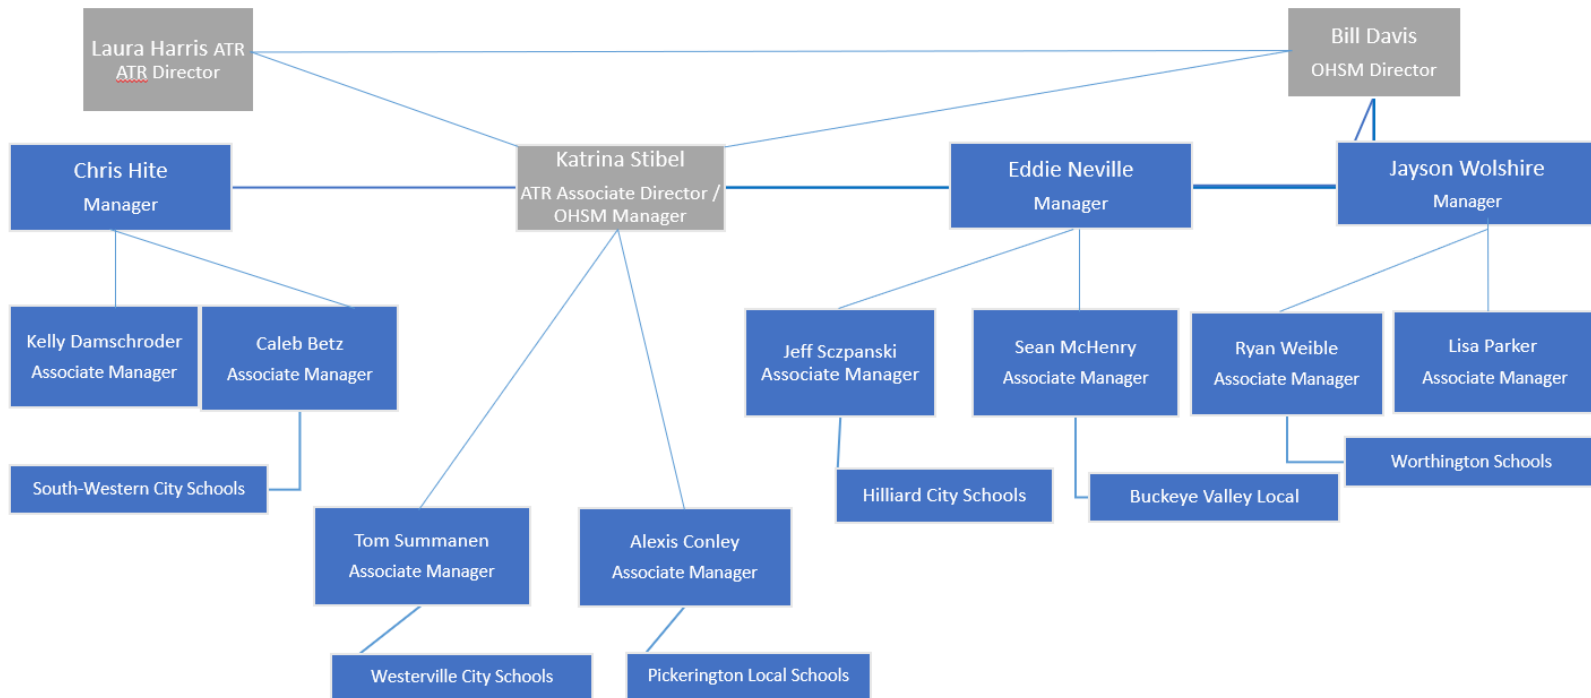 Laura Harris ATR
ATR Director
Bill Davis
OHSM Director
Chris Hite
Manager
Katrina Stibel
ATR Associate Director /
OHSM Manager
Eddie Neville
Manager
Jayson Wolshire
Manager
Kelly Damschroder
Associate Manager
Caleb Betz
Associate Manager
Jeff Sczpanski
Associate Manager
Sean McHenry
Associate Manager
Ryan Weible
Associate Manager
Lisa Parker
Associate Manager
South-Western City Schools
Hilliard City Schools
Buckeye Valley Local
Worthington Schools
Tom Summanen
Associate Manager
Alexis Conley
Associate Manager
Westerville City Schools
Pickerington Local Schools